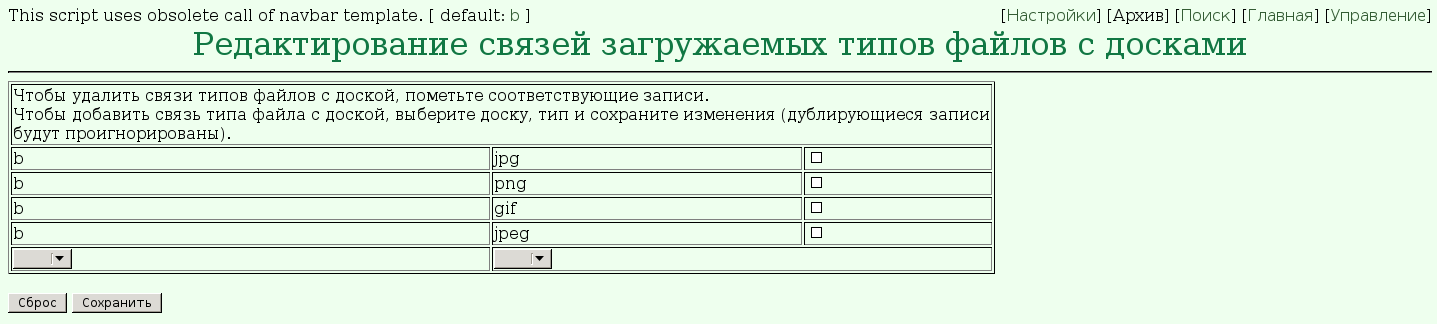 This script uses obsolete call of navbar template. [ default: b ] [Настройки] [Архив] [Поиск] [Главная] [Управление]
Редактирование связей загружаемых типов файлов с досками
Чтобы удалить связи типов файлов с доской, пометьте соответствующие записи.
Чтобы добавить связь типа файла с доской, выберите доску, тип и сохраните изменения (дублирующиеся записи
будут проигнорированы).
b jpg
b png
b gif
b jpeg
Сброс Сохранить